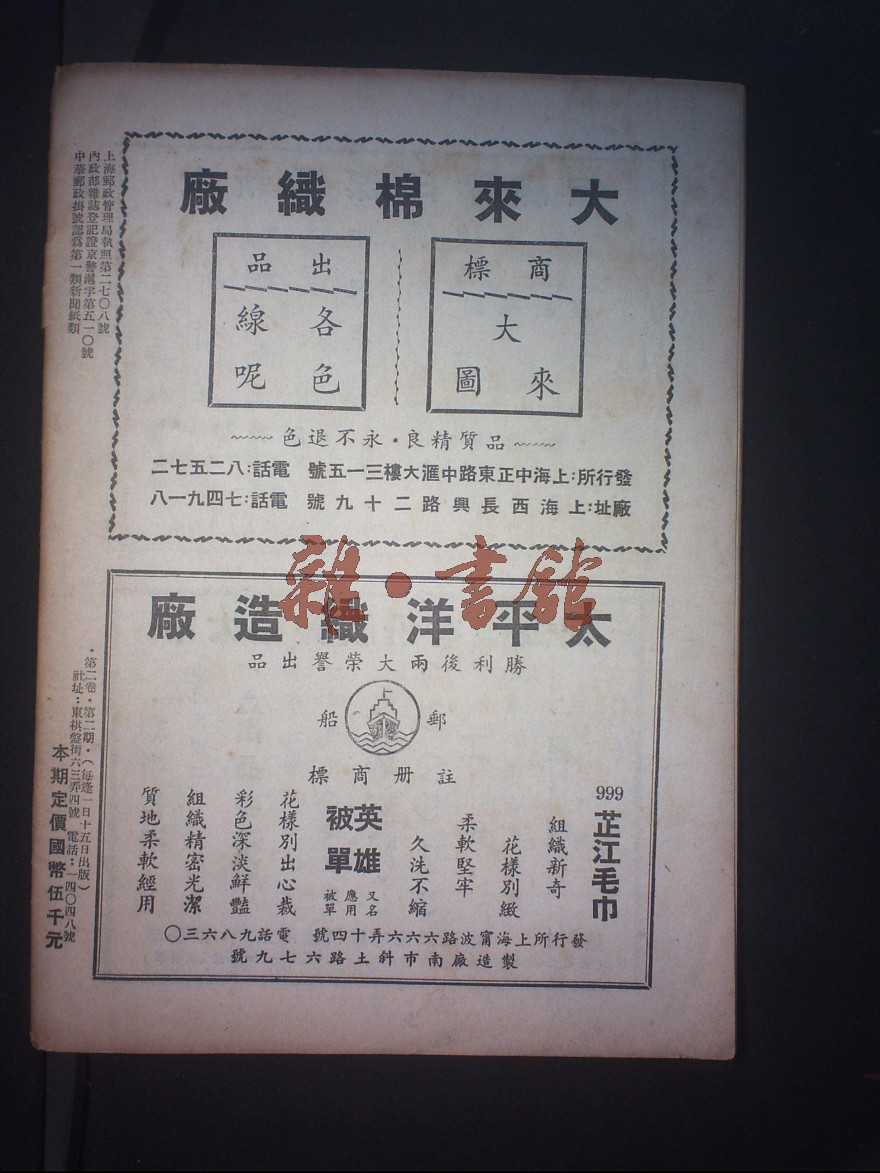 大來棉織廠
商標
大來圖
出品
各色線呢
品質精良·永不退色
發行所:上海中正東路中滙大樓三一五號 電話:八二五七二
廠址:上海西長興路二十九號 電話:七四九一八
雜·書館
太平洋織造廠
勝利後兩大榮譽出品
郵船
註册商標
999 芷江毛巾
組織新奇
花樣別緻
柔軟堅牢
久洗不縮
英雄被單
又名應用被單
花樣別出心裁
彩色深淡鮮豔
組織精密光潔
質地柔軟經用
發行所上海甯波路六六六弄十四號 電話九八六三〇
製造廠南市斜土路六七九號
上海郵政管理局執照第二七〇八號
內政部雜誌登記證京警滬字第五一〇號
中華郵政掛號認爲第一類新聞紙類
·第二卷·第二期·(每逢一日十五日出版)
社址:東棋盤街六三弄四號 電話:一四〇四八號
本期定價國幣伍千元